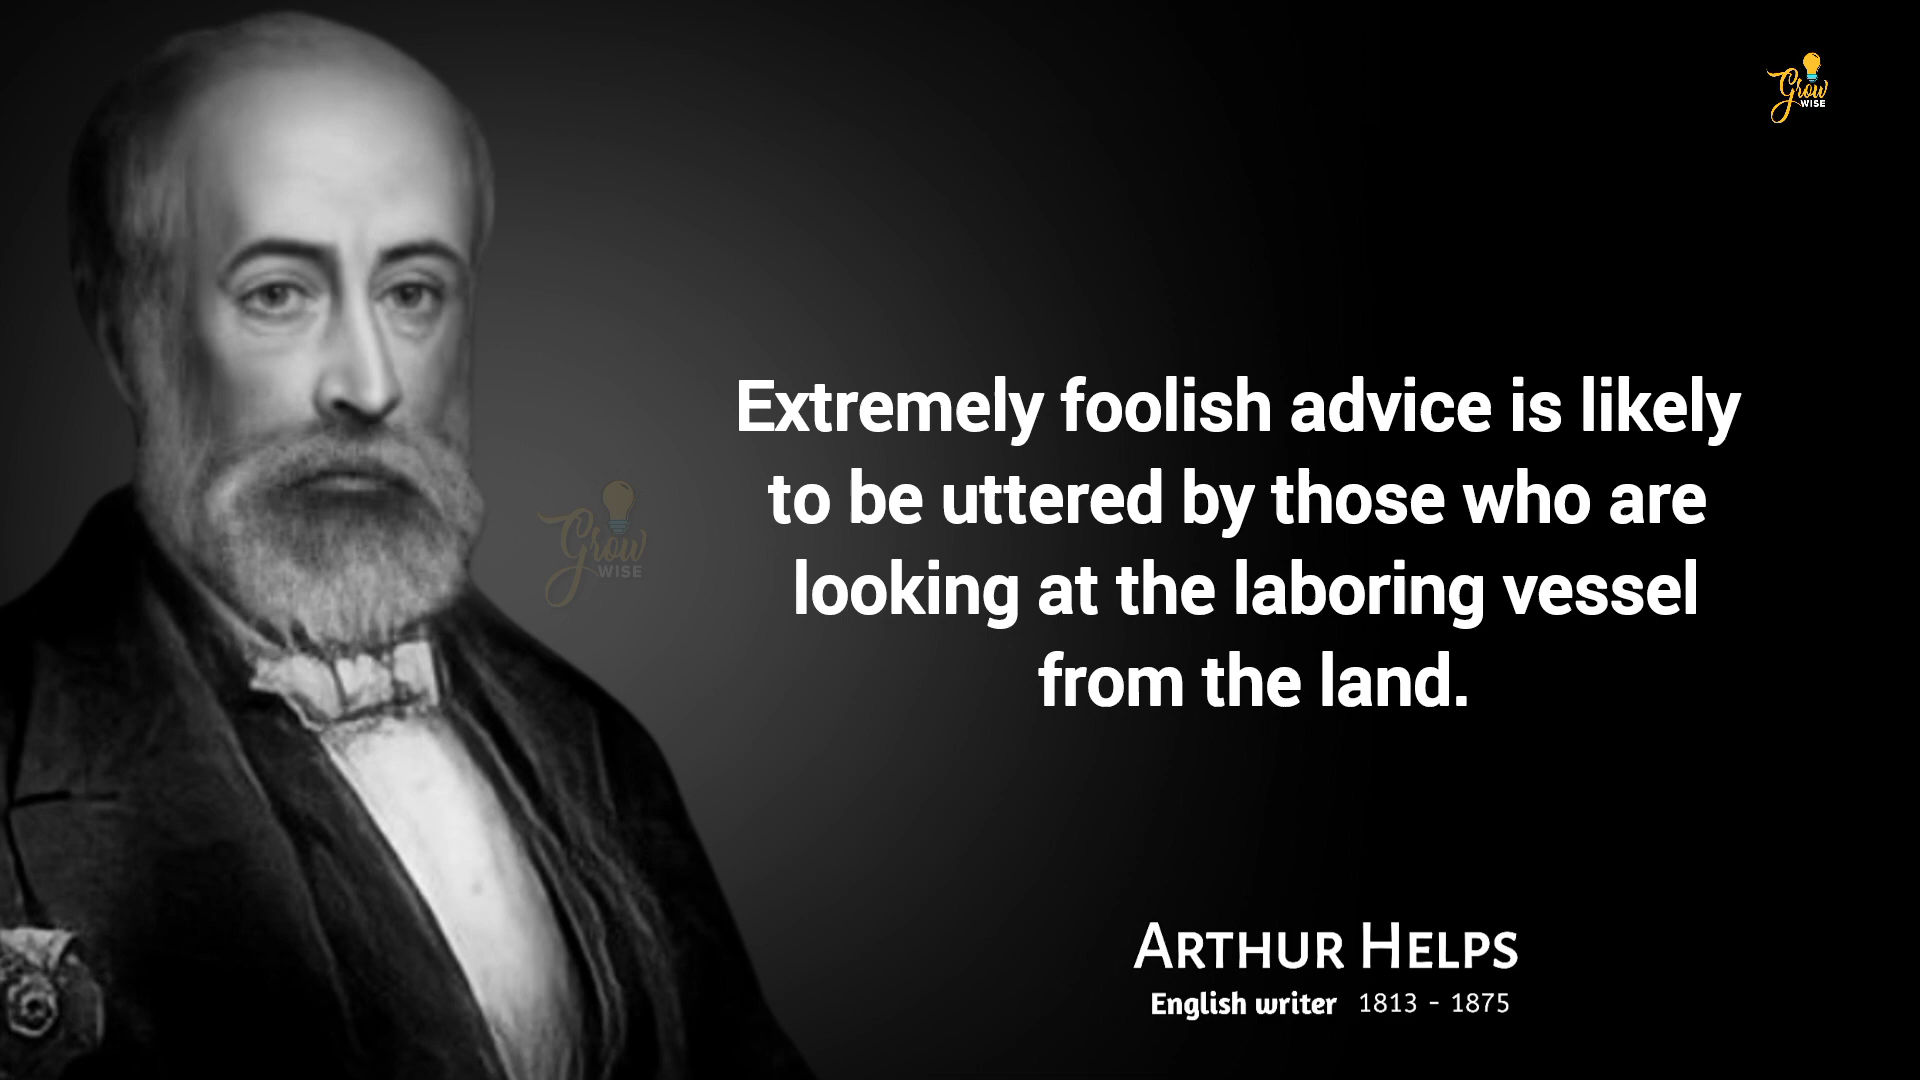 Grow
WISE
Extremely foolish advice is likely
to be uttered by those who are
looking at the laboring vessel
from the land.
Grow
WISE
ARTHUR HELPS
English writer 1813 - 1875